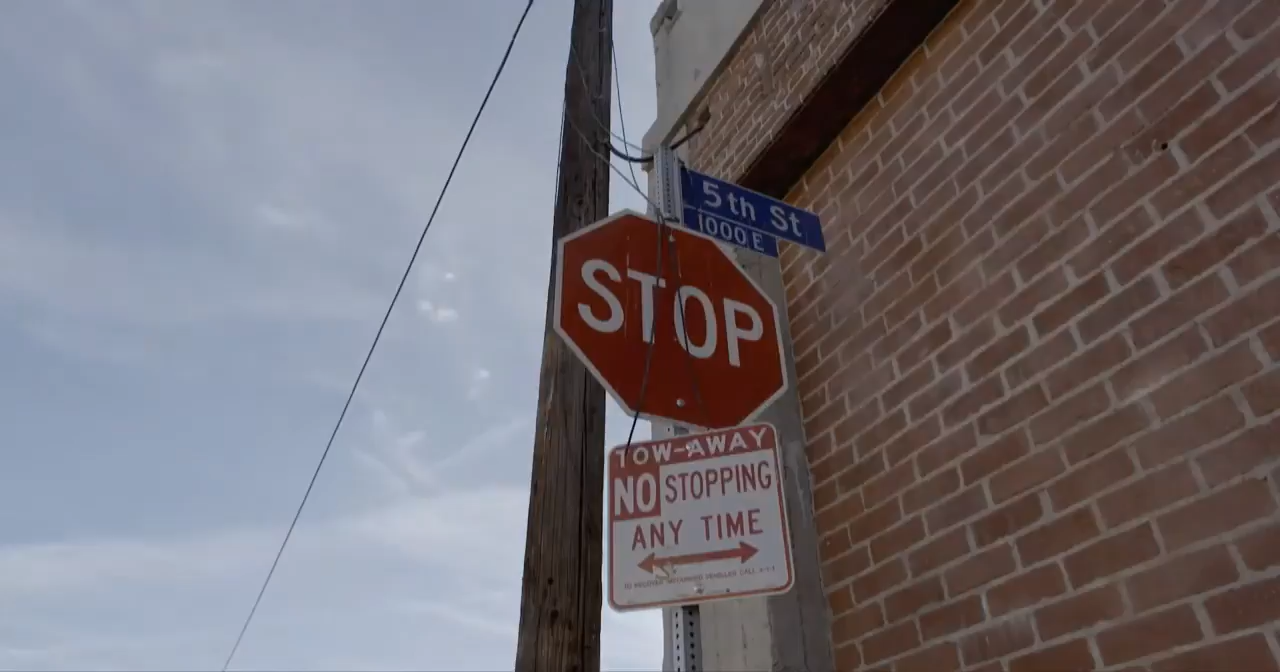 5th St
1000 E
STOP
TOW-AWAY
NO STOPPING
ANY TIME